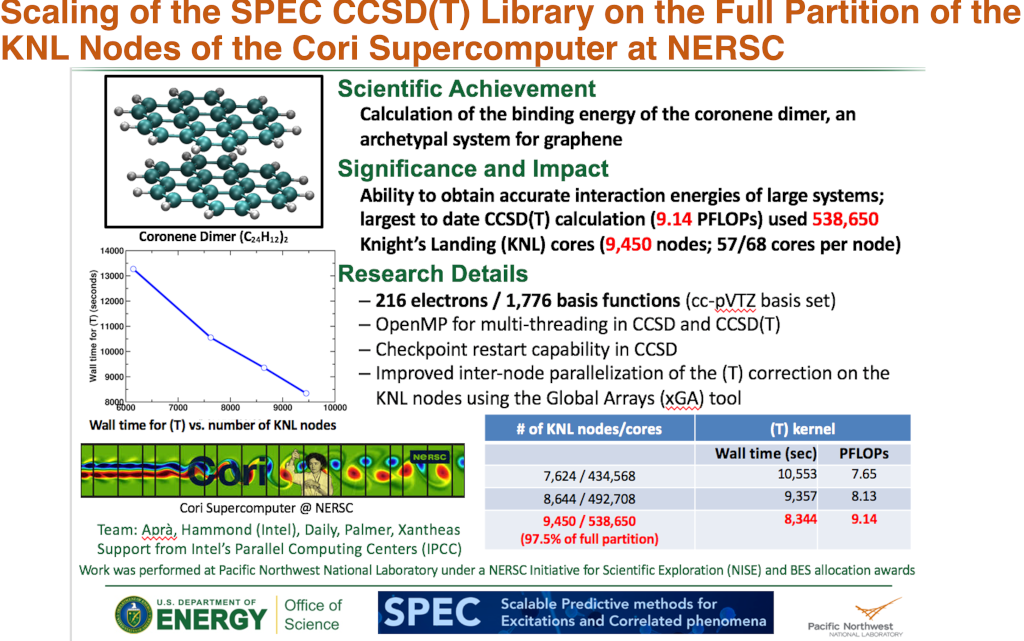 Scaling of the SPEC CCSD(T) Library on the Full Partition of the
KNL Nodes of the Cori Supercomputer at NERSC
Coronene Dimer (C₂₄H₁₂)₂
Scientific Achievement
Calculation of the binding energy of the coronene dimer, an
archetypal system for graphene
Significance and Impact
Ability to obtain accurate interaction energies of large systems;
largest to date CCSD(T) calculation (9.14 PFLOPs) used 538,650
Knight's Landing (KNL) cores (9,450 nodes; 57/68 cores per node)
Research Details
– 216 electrons / 1,776 basis functions (cc-pVTZ basis set)
– OpenMP for multi-threading in CCSD and CCSD(T)
– Checkpoint restart capability in CCSD
– Improved inter-node parallelization of the (T) correction on the
KNL nodes using the Global Arrays (xGA) tool
Wall time for (T) (seconds)
14000
13000
12000
11000
10000
9000
8000
6000 7000 8000 9000 10000
Wall time for (T) vs. number of KNL nodes
# of KNL nodes/cores (T) kernel
Wall time (sec) PFLOPs
7,624 / 434,568 10,553 7.65
8,644 / 492,708 9,357 8.13
9,450 / 538,650 8,344 9.14
(97.5% of full partition)
Cori
NERSC
Cori Supercomputer @ NERSC
Team: Aprà, Hammond (Intel), Daily, Palmer, Xantheas
Support from Intel's Parallel Computing Centers (IPCC)
Work was performed at Pacific Northwest National Laboratory under a NERSC Initiative for Scientific Exploration (NISE) and BES allocation awards
U.S. DEPARTMENT OF
ENERGY
Office of
Science
SPEC
Scalable Predictive methods for
Excitations and Correlated phenomena
Pacific Northwest
NATIONAL LABORATORY